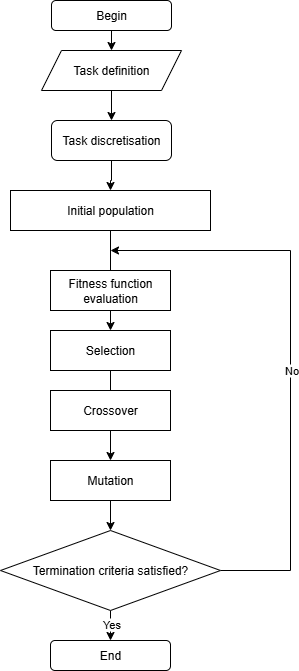 Begin
Task definition
Task discretisation
Initial population
Fitness function
evaluation
Selection
No
Crossover
Mutation
Termination criteria satisfied?
Yes
End